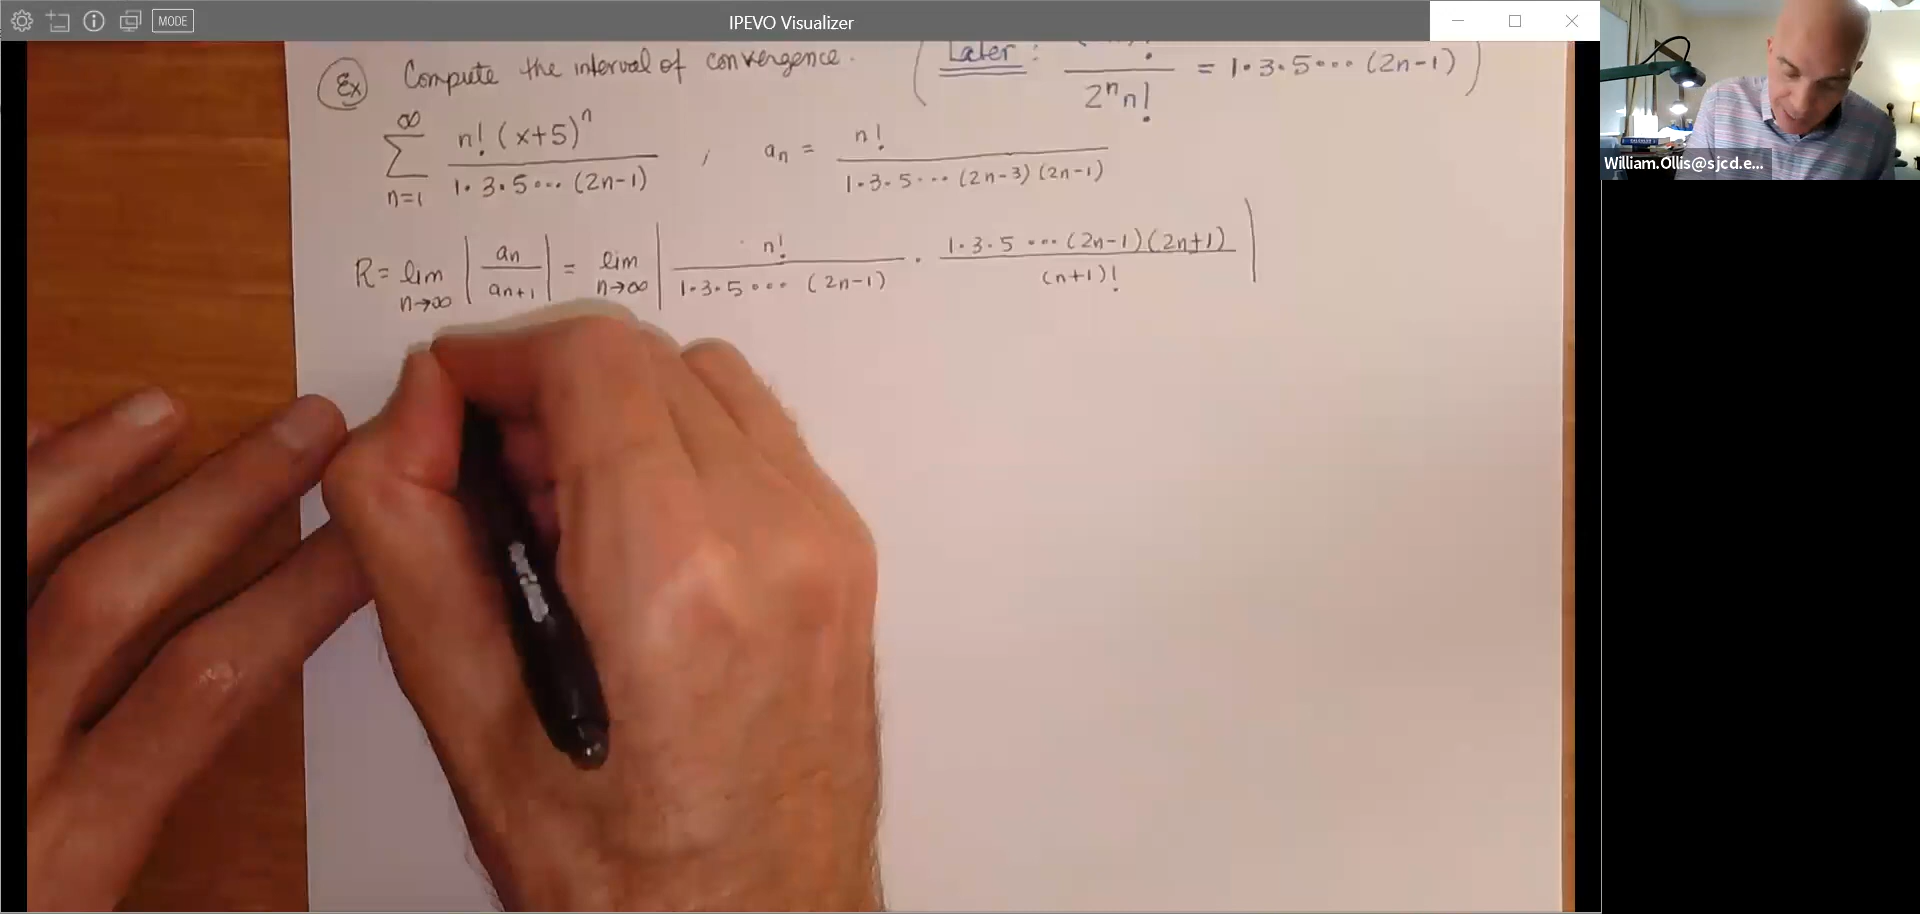 MODE
IPEVO Visualizer
Ex Compute the interval of convergence. (Later: / 2ⁿ n! = 1·3·5··· (2n-1))
∞ ∑ n=1 n! (x+5)ⁿ / 1·3·5··· (2n-1) , aₙ = n! / 1·3·5··· (2n-3)(2n-1)
R = lim n→∞ | aₙ / aₙ₊₁ | = lim n→∞ | n! / 1·3·5··· (2n-1) · 1·3·5 ··· (2n-1)(2n+1) / (n+1)! |
William.Ollis@sjcd.e...